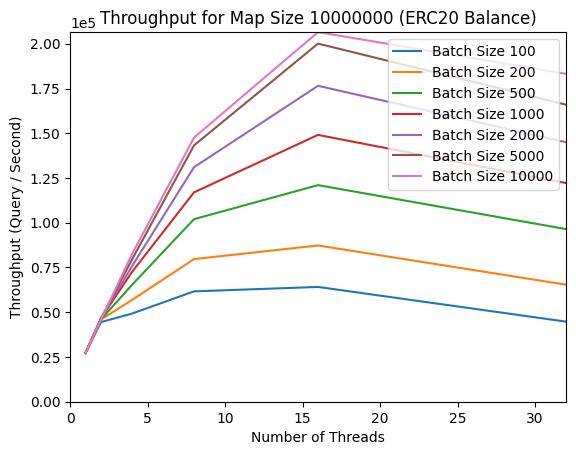 Throughput for Map Size 10000000 (ERC20 Balance)
1e5
2.00
1.75
1.50
1.25
1.00
0.75
0.50
0.25
0.00
Throughput (Query / Second)
Batch Size 100
Batch Size 200
Batch Size 500
Batch Size 1000
Batch Size 2000
Batch Size 5000
Batch Size 10000
0 5 10 15 20 25 30
Number of Threads